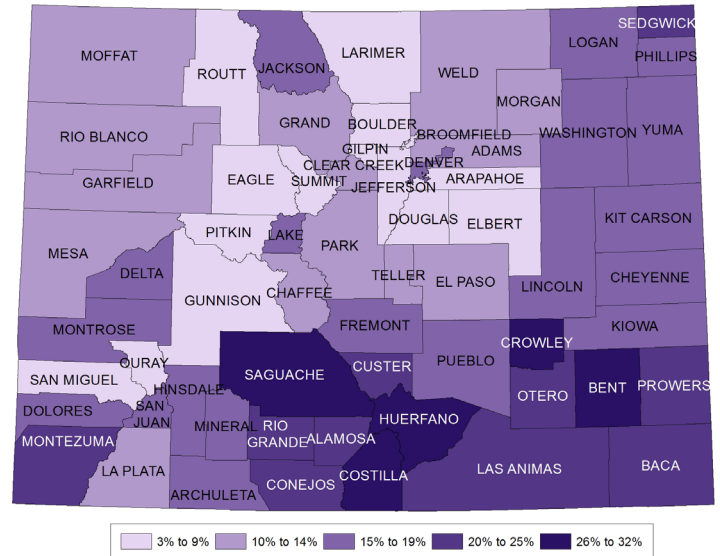 SEDGWICK
LOGAN
PHILLIPS
MOFFAT
ROUTT
JACKSON
LARIMER
WELD
MORGAN
GRAND
BOULDER
BROOMFIELD
WASHINGTON
YUMA
RIO BLANCO
GILPIN
ADAMS
CLEAR CREEK
DENVER
GARFIELD
EAGLE
SUMMIT
JEFFERSON
ARAPAHOE
PITKIN
LAKE
DOUGLAS
ELBERT
KIT CARSON
MESA
PARK
DELTA
TELLER
EL PASO
LINCOLN
CHEYENNE
GUNNISON
CHAFFEE
MONTROSE
FREMONT
KIOWA
CROWLEY
OURAY
SAN MIGUEL
SAGUACHE
CUSTER
PUEBLO
HINSDALE
OTERO
BENT
PROWERS
DOLORES
SAN
JUAN
MINERAL
RIO
GRANDE
ALAMOSA
HUERFANO
MONTEZUMA
LA PLATA
ARCHULETA
CONEJOS
COSTILLA
LAS ANIMAS
BACA
3% to 9%
10% to 14%
15% to 19%
20% to 25%
26% to 32%